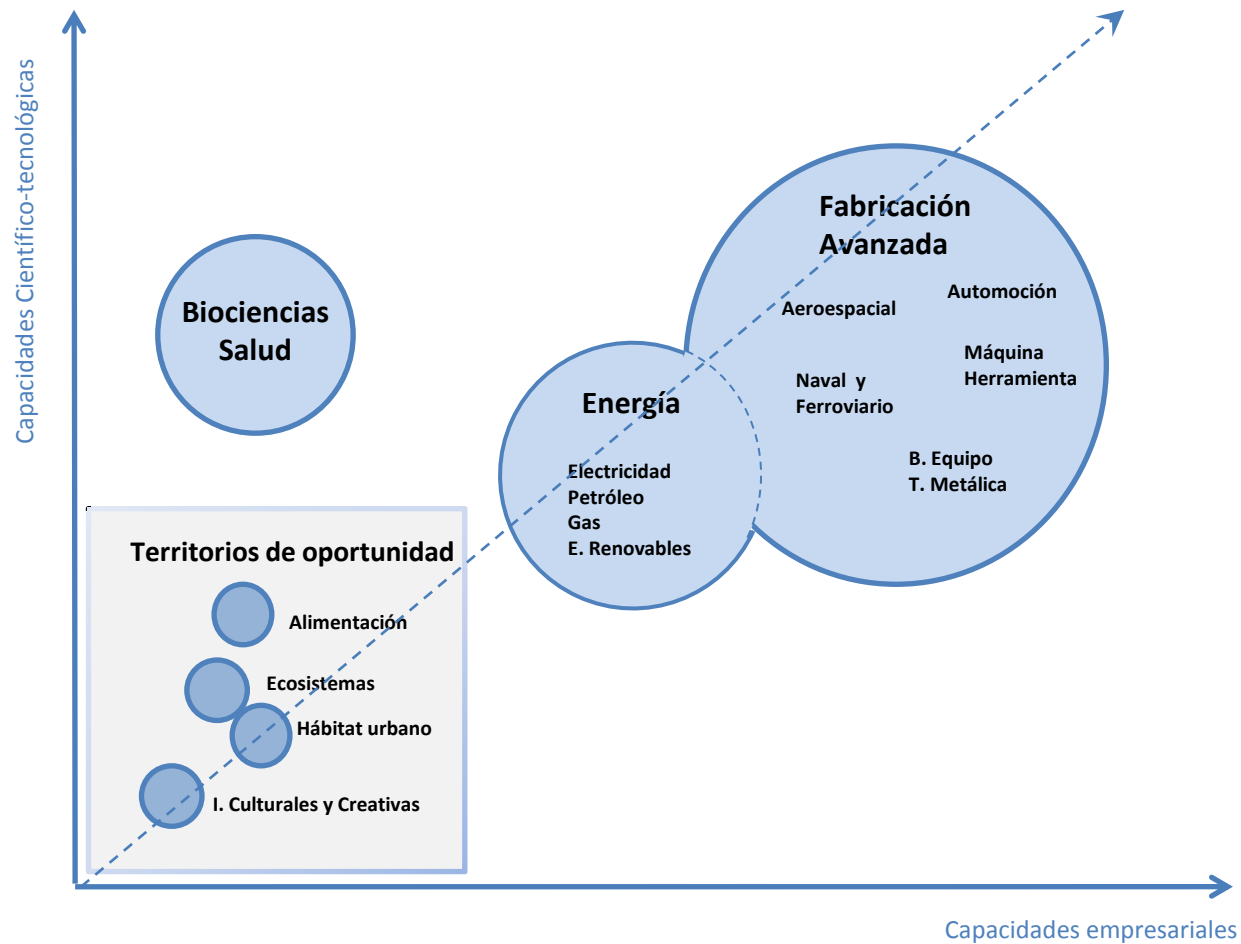 Capacidades Científico-tecnológicas
Fabricación
Avanzada
Automoción
Aeroespacial
Máquina
Herramienta
Naval y
Ferroviario
B. Equipo
T. Metálica
Biociencias
Salud
Energía
Electricidad
Petróleo
Gas
E. Renovables
Territorios de oportunidad
Alimentación
Ecosistemas
Hábitat urbano
I. Culturales y Creativas
Capacidades empresariales